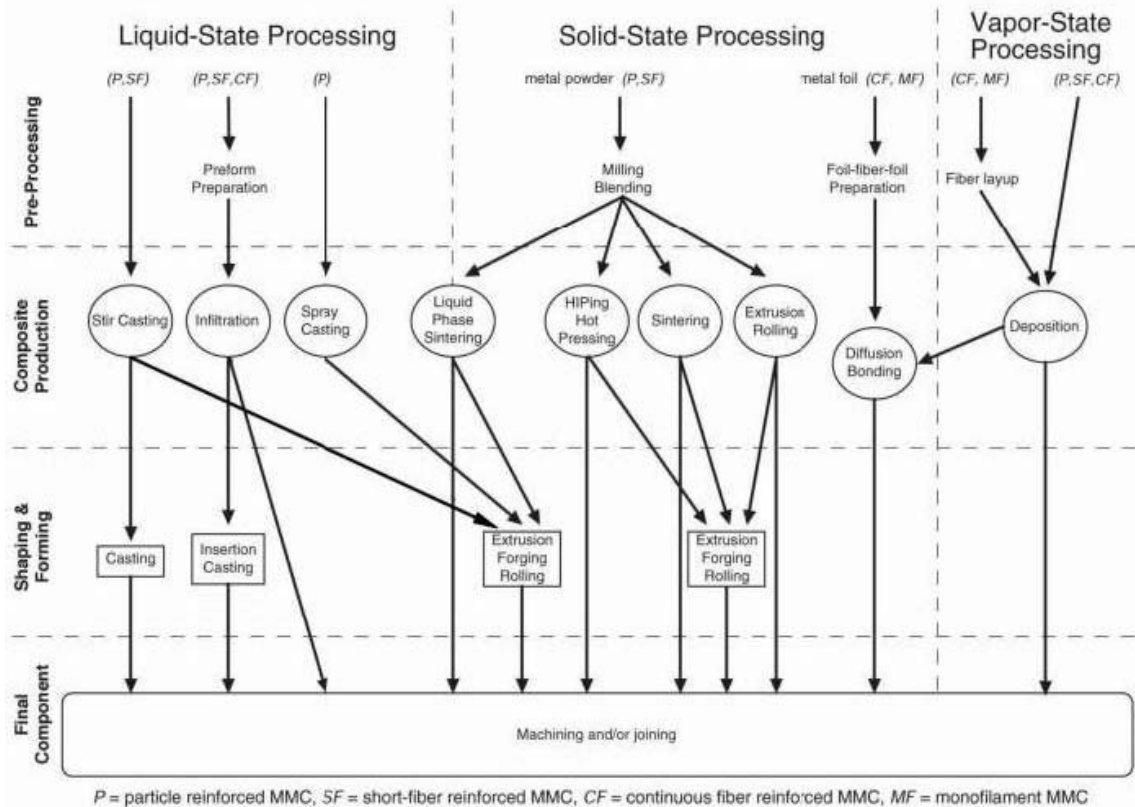 Liquid-State Processing
Solid-State Processing
Vapor-State
Processing
(P,SF)
(P,SF,CF)
(P)
metal powder (P,SF)
metal foil (CF, MF)
(CF, MF)
(P,SF,CF)
Pre-Processing
Preform
Preparation
Milling
Blending
Foil-fiber-foil
Preparation
Fiber layup
Composite
Production
Stir Casting
Infiltration
Spray
Casting
Liquid
Phase
Sintering
HIPing
Hot
Pressing
Sintering
Extrusion
Rolling
Diffusion
Bonding
Deposition
Shaping &
Forming
Casting
Insertion
Casting
Extrusion
Forging
Rolling
Extrusion
Forging
Rolling
Final
Component
Machining and/or joining
P = particle reinforced MMC, SF = short-fiber reinforced MMC, CF = continuous fiber reinforced MMC, MF = monofilament MMC